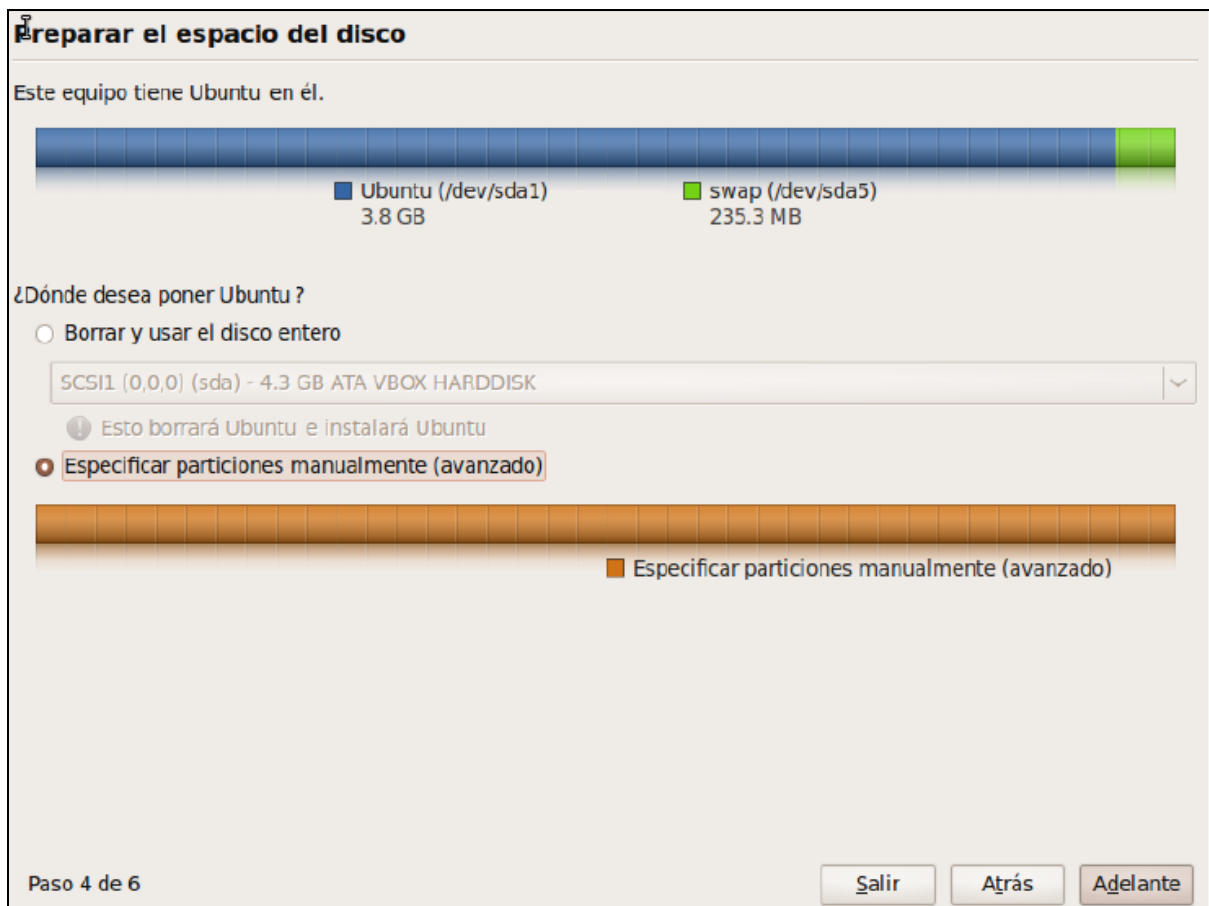 Preparar el espacio del disco
Este equipo tiene Ubuntu en él.
Ubuntu (/dev/sda1)
3.8 GB
swap (/dev/sda5)
235.3 MB
¿Dónde desea poner Ubuntu ?
Borrar y usar el disco entero
SCSI1 (0,0,0) (sda) - 4.3 GB ATA VBOX HARDDISK
Esto borrará Ubuntu e instalará Ubuntu
Especificar particiones manualmente (avanzado)
Especificar particiones manualmente (avanzado)
Paso 4 de 6
Salir
Atrás
Adelante